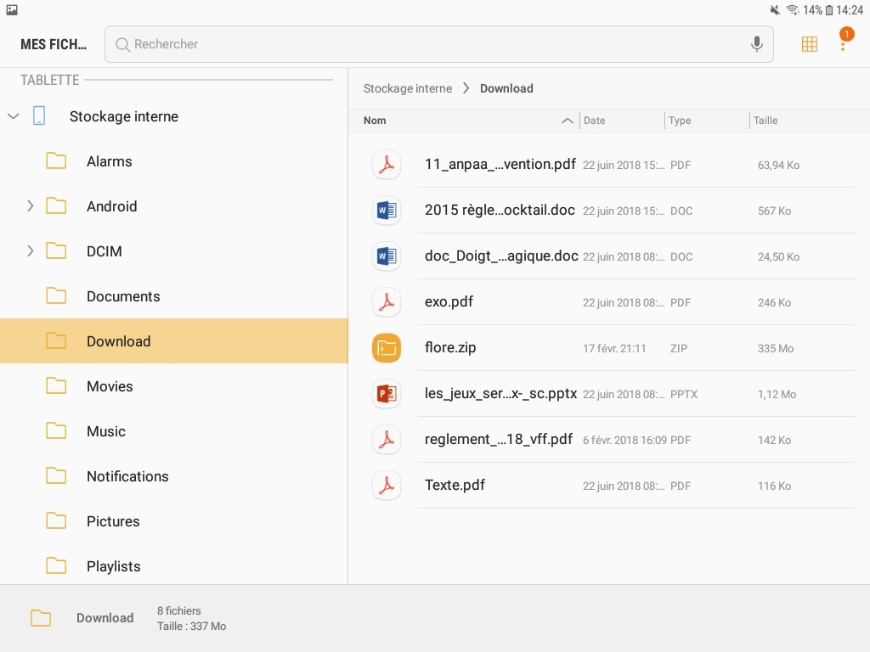 14% 14:24
MES FICH...
Rechercher
1
TABLETTE
Stockage interne
Alarms
Android
DCIM
Documents
Download
Movies
Music
Notifications
Pictures
Playlists
Stockage interne > Download
Nom Date Type Taille
11_anpaa_...vention.pdf 22 juin 2018 15:... PDF 63,94 Ko
2015 règle...ocktail.doc 22 juin 2018 15:... DOC 567 Ko
doc_Doigt_...agique.doc 22 juin 2018 08:... DOC 24,50 Ko
exo.pdf 22 juin 2018 08:... PDF 246 Ko
flore.zip 17 févr. 21:11 ZIP 335 Mo
les_jeux_ser...x-_sc.pptx 22 juin 2018 08:... PPTX 1,12 Mo
reglement_...18_vff.pdf 6 févr. 2018 16:09 PDF 142 Ko
Texte.pdf 22 juin 2018 08:... PDF 116 Ko
Download
8 fichiers
Taille : 337 Mo